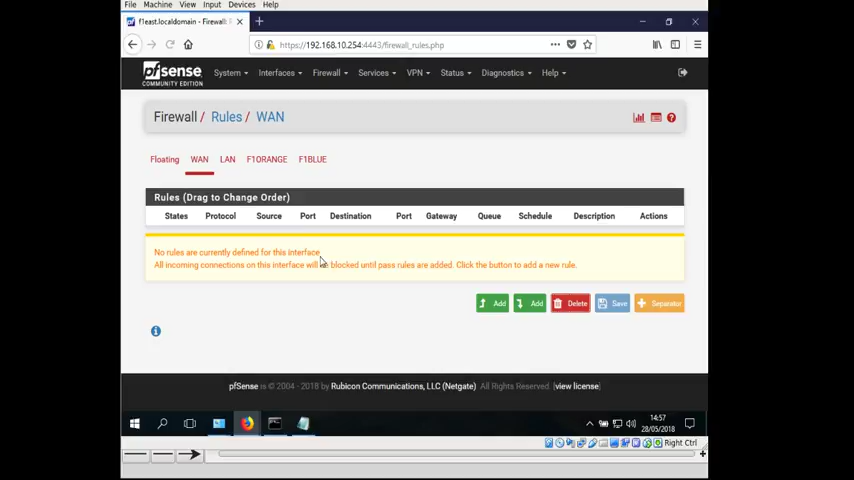 File Machine View Input Devices Help
f1east.localdomain - Firewall: F
https://192.168.10.254:4443/firewall_rules.php
pfsense
COMMUNITY EDITION
System Interfaces Firewall Services VPN Status Diagnostics Help
Firewall / Rules / WAN
Floating WAN LAN F1ORANGE F1BLUE
Rules (Drag to Change Order)
States Protocol Source Port Destination Port Gateway Queue Schedule Description Actions
No rules are currently defined for this interface
All incoming connections on this interface will be blocked until pass rules are added. Click the button to add a new rule.
Add Add Delete Save Separator
pfSense is © 2004 - 2018 by Rubicon Communications, LLC (Netgate). All Rights Reserved. [view license]
14:57
28/05/2018
Right Ctrl